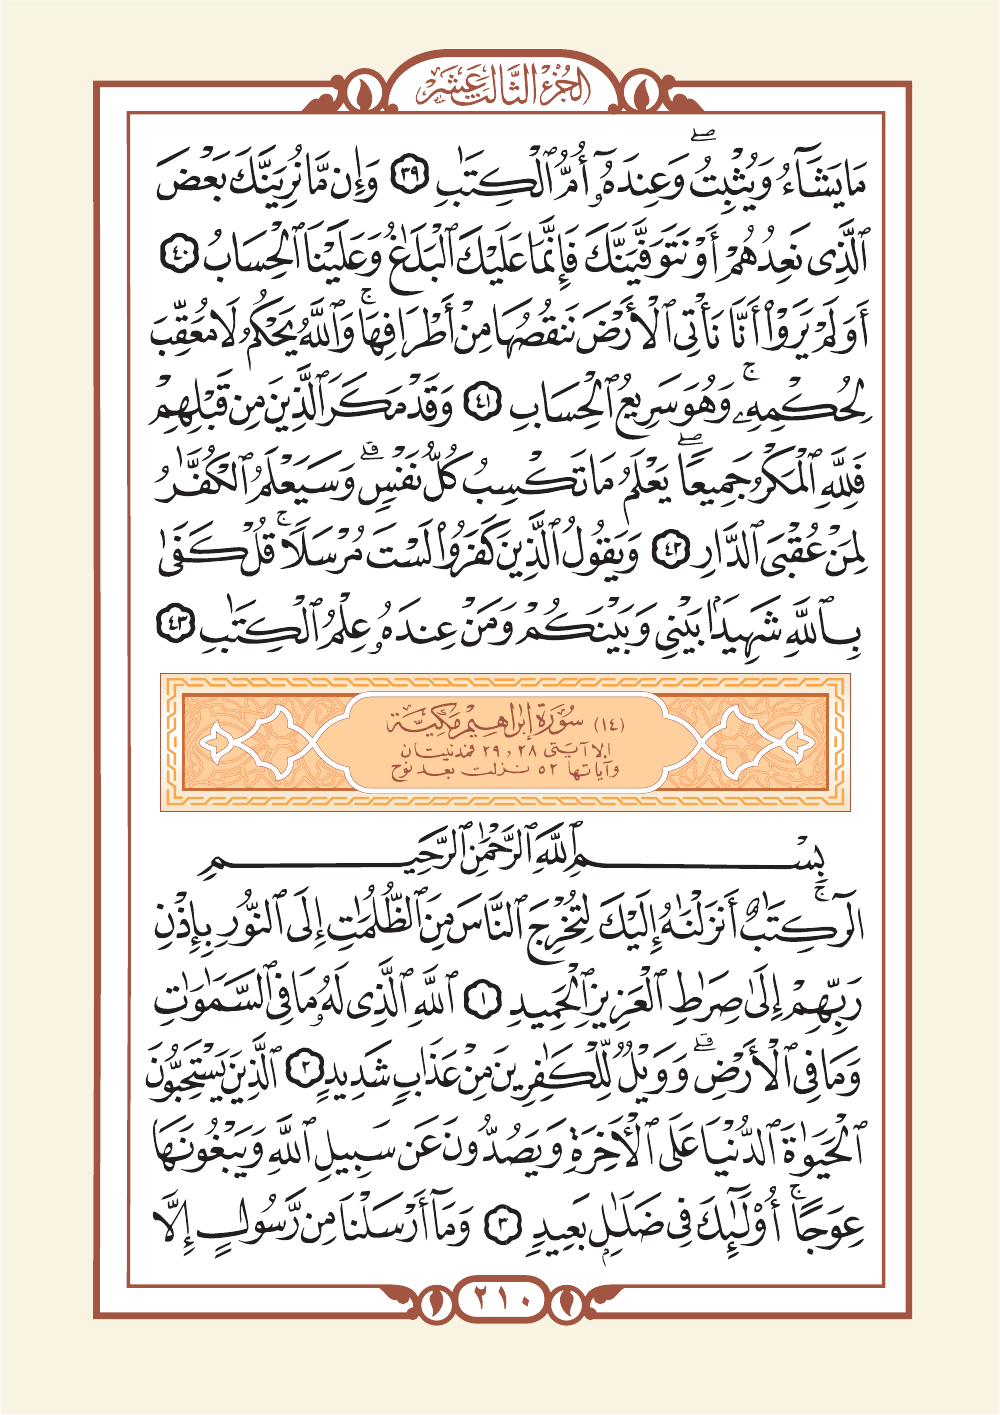 الجزء الثالث عشر
مَا يَشَآءُ وَيُثْبِتُ ۖ وَعِندَهُۥٓ أُمُّ ٱلْكِتَٰبِ ٣٩ وَإِن مَّا نُرِيَنَّكَ بَعْضَ
ٱلَّذِى نَعِدُهُمْ أَوْ نَتَوَفَّيَنَّكَ فَإِنَّمَا عَلَيْكَ ٱلْبَلَٰغُ وَعَلَيْنَا ٱلْحِسَابُ ٤٠
أَوَلَمْ يَرَوْا۟ أَنَّا نَأْتِى ٱلْأَرْضَ نَنقُصُهَا مِنْ أَطْرَافِهَا ۚ وَٱللَّهُ يَحْكُمُ لَا مُعَقِّبَ
لِحُكْمِهِۦ ۚ وَهُوَ سَرِيعُ ٱلْحِسَابِ ٤١ وَقَدْ مَكَرَ ٱلَّذِينَ مِن قَبْلِهِمْ
فَلِلَّهِ ٱلْمَكْرُ جَمِيعًا ۖ يَعْلَمُ مَا تَكْسِبُ كُلُّ نَفْسٍ ۗ وَسَيَعْلَمُ ٱلْكُفَّٰرُ
لِمَنْ عُقْبَى ٱلدَّارِ ٤٢ وَيَقُولُ ٱلَّذِينَ كَفَرُوا۟ لَسْتَ مُرْسَلًا ۚ قُلْ كَفَىٰ
بِٱللَّهِ شَهِيدًۢا بَيْنِى وَبَيْنَكُمْ وَمَنْ عِندَهُۥ عِلْمُ ٱلْكِتَٰبِ ٤٣
(١٤) سُورَة إبراهيم مكيّة
إلا آيتى ٢٨ ، ٢٩ فمدنيتان
وآياتها ٥٢ نزلت بعد نوح
بِسْمِ ٱللَّهِ ٱلرَّحْمَٰنِ ٱلرَّحِيمِ
الٓر ۚ كِتَٰبٌ أَنزَلْنَٰهُ إِلَيْكَ لِتُخْرِجَ ٱلنَّاسَ مِنَ ٱلظُّلُمَٰتِ إِلَى ٱلنُّورِ بِإِذْنِ
رَبِّهِمْ إِلَىٰ صِرَٰطِ ٱلْعَزِيزِ ٱلْحَمِيدِ ١ ٱللَّهِ ٱلَّذِى لَهُۥ مَا فِى ٱلسَّمَٰوَٰتِ
وَمَا فِى ٱلْأَرْضِ ۗ وَوَيْلٌ لِّلْكَٰفِرِينَ مِنْ عَذَابٍ شَدِيدٍ ٢ ٱلَّذِينَ يَسْتَحِبُّونَ
ٱلْحَيَوٰةَ ٱلدُّنْيَا عَلَى ٱلْءَاخِرَةِ وَيَصُدُّونَ عَن سَبِيلِ ٱللَّهِ وَيَبْغُونَهَا
عِوَجًا ۚ أُو۟لَٰٓئِكَ فِى ضَلَٰلٍۭ بَعِيدٍ ٣ وَمَآ أَرْسَلْنَا مِن رَّسُولٍ إِلَّا
٢١٠